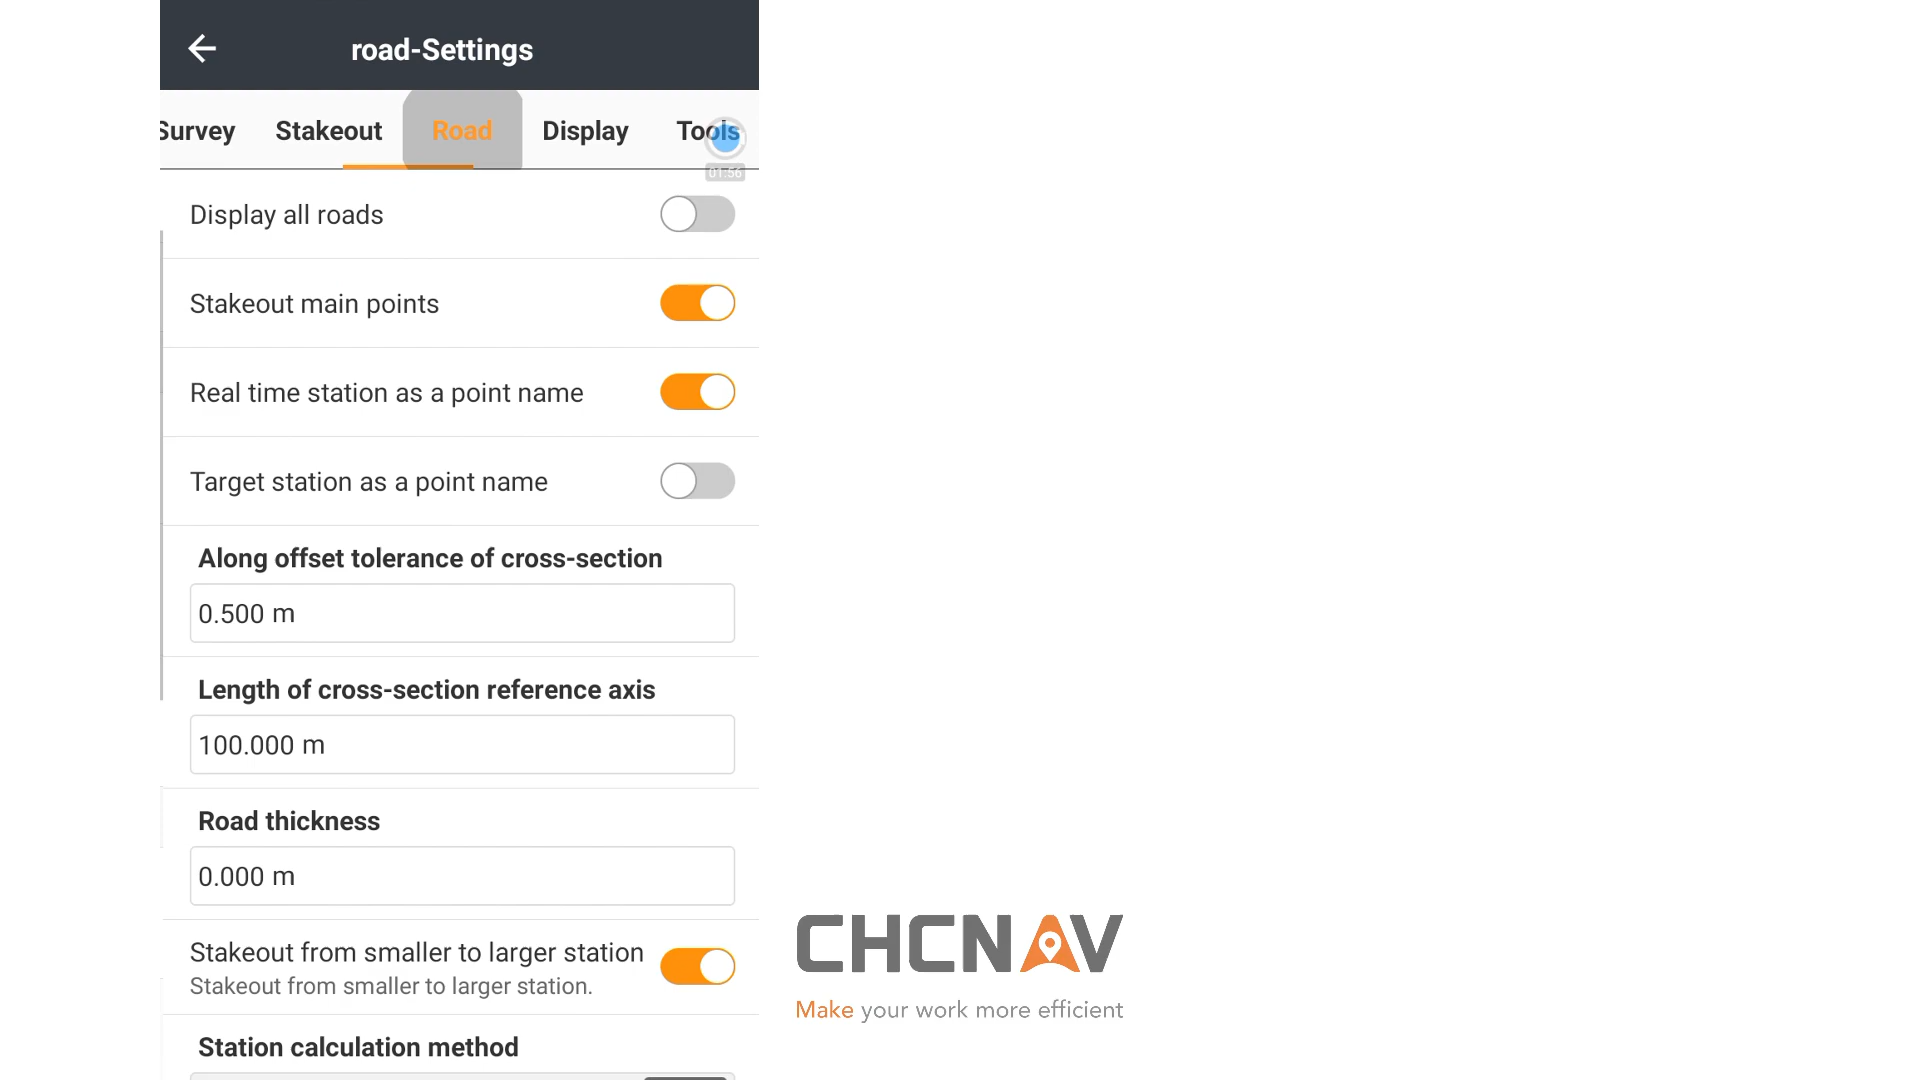 road-Settings
Survey Stakeout Road Display Tools
01:56
Display all roads
Stakeout main points
Real time station as a point name
Target station as a point name
Along offset tolerance of cross-section
0.500 m
Length of cross-section reference axis
100.000 m
Road thickness
0.000 m
Stakeout from smaller to larger station
Stakeout from smaller to larger station.
Station calculation method
CHCNAV
Make your work more efficient